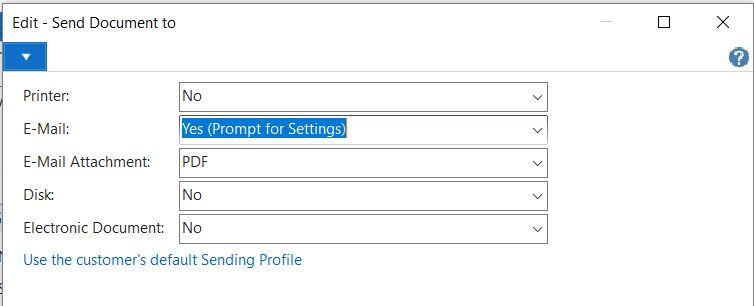 Edit - Send Document to
Printer: No
E-Mail: Yes (Prompt for Settings)
E-Mail Attachment: PDF
Disk: No
Electronic Document: No
Use the customer's default Sending Profile